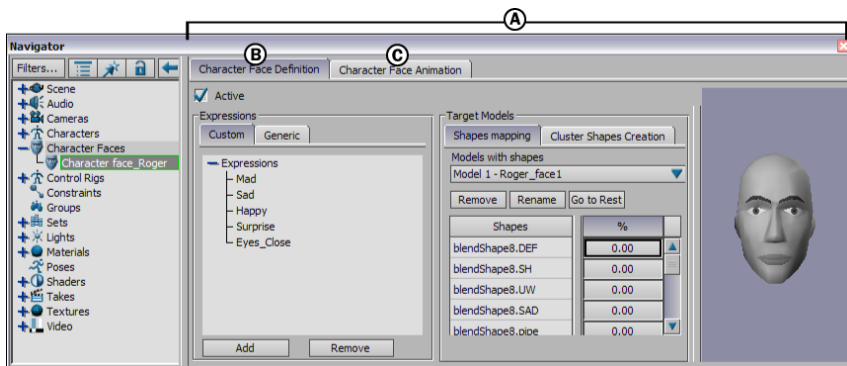 A
Navigator
B
C
Filters...
Character Face Definition
Character Face Animation
Active
Scene
Audio
Cameras
Characters
Character Faces
Character face_Roger
Control Rigs
Constraints
Groups
Sets
Lights
Materials
Poses
Shaders
Takes
Textures
Video
Expressions
Custom
Generic
Expressions
Mad
Sad
Happy
Surprise
Eyes_Close
Add
Remove
Target Models
Shapes mapping
Cluster Shapes Creation
Models with shapes
Model 1 - Roger_face1
Remove
Rename
Go to Rest
Shapes
%
blendShape8.DEF
0.00
blendShape8.SH
0.00
blendShape8.UW
0.00
blendShape8.SAD
0.00
blendShape8.pipe
0.00